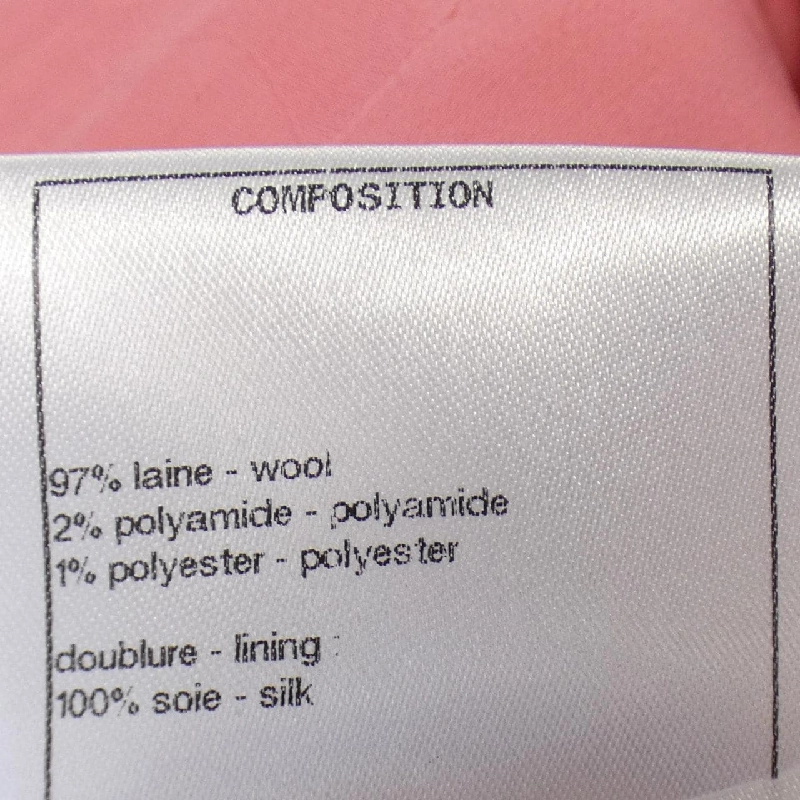 COMPOSITION
97% laine - wool
2% polyamide - polyamide
1% polyester - polyester
doublure - lining :
100% soie - silk